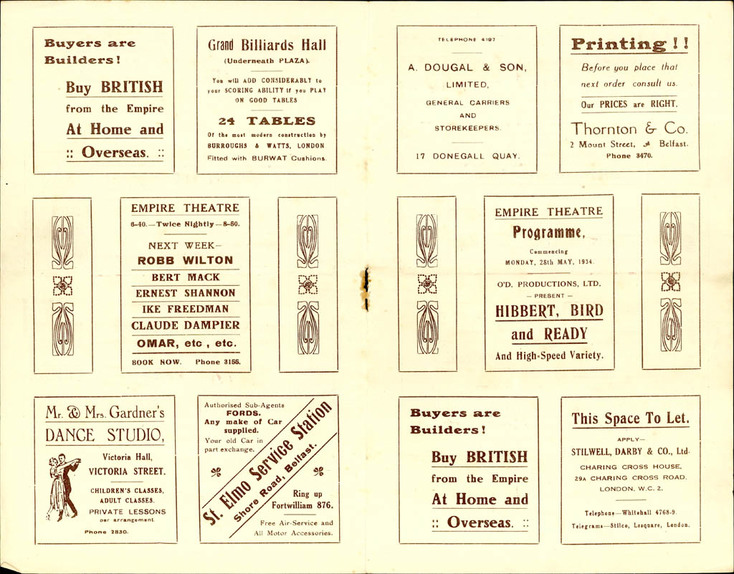 Buyers are
Builders!
Buy BRITISH
from the Empire
At Home and
:: Overseas. ::
Grand Billiards Hall
(Underneath PLAZA).
You will ADD CONSIDERABLY to
your SCORING ABILITY if you PLAY
ON GOOD TABLES
24 TABLES
Of the most modern construction by
BURROUGHS & WATTS, LONDON
Fitted with BURWAT Cushions.
EMPIRE THEATRE
6-40.—Twice Nightly—8-50.
NEXT WEEK—
ROBB WILTON
BERT MACK
ERNEST SHANNON
IKE FREEDMAN
CLAUDE DAMPIER
OMAR, etc , etc.
BOOK NOW. Phone 3155.
Mr. & Mrs. Gardner's
DANCE STUDIO,
Victoria Hall,
VICTORIA STREET.
CHILDREN'S CLASSES,
ADULT CLASSES.
PRIVATE LESSONS
per arrangement
Phone 2830.
Authorised Sub-Agents
FORDS.
Any make of Car
supplied.
Your old Car in
part exchange.
St. Elmo Service Station
Shore Road, Belfast.
Ring up
Fortwilliam 876.
Free Air-Service and
All Motor Accessories.
TELEPHONE 4197
A. DOUGAL & SON,
LIMITED,
GENERAL CARRIERS
AND
STOREKEEPERS.
17 DONEGALL QUAY.
Printing !!
Before you place that
next order consult us.
Our PRICES are RIGHT.
Thornton & Co.
2 Mount Street, Belfast.
Phone 3470.
EMPIRE THEATRE
Programme,
Commencing
MONDAY, 28th MAY, 1934.
O'D. PRODUCTIONS, LTD.
— PRESENT —
HIBBERT, BIRD
and READY
And High-Speed Variety.
Buyers are
Builders!
Buy BRITISH
from the Empire
At Home and
:: Overseas. ::
This Space To Let.
APPLY—
STILWELL, DARBY & CO., Ltd.
CHARING CROSS HOUSE,
29A CHARING CROSS ROAD,
LONDON, W.C. 2.
Telephone—Whitehall 4768-9.
Telegrams—Stilco, Lesquare, London.